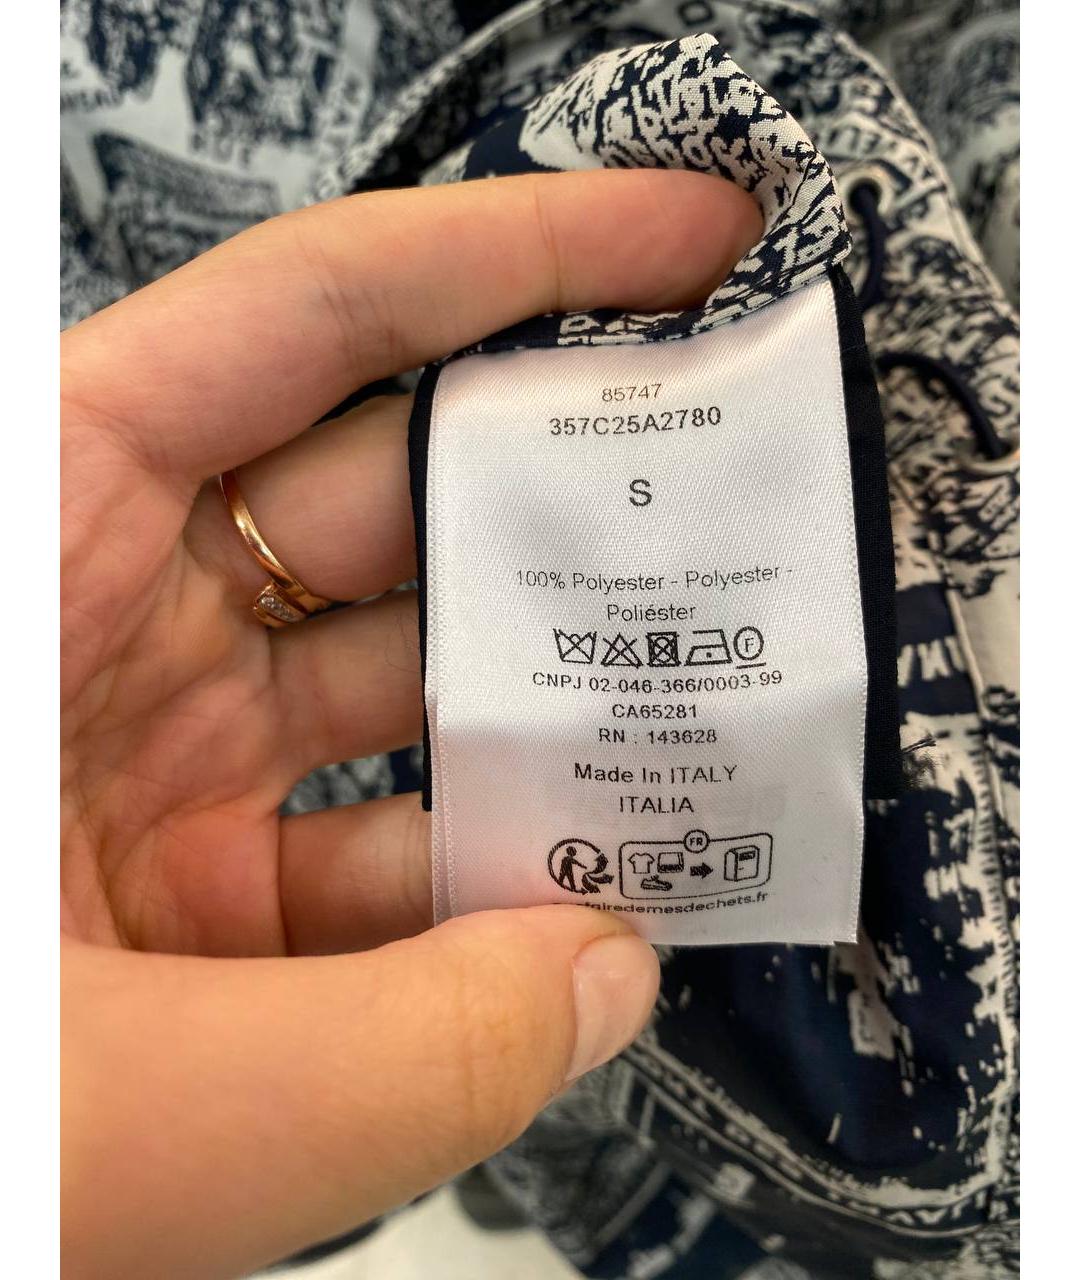 85747
357C25A2780
S
100% Polyester - Polyester -
Poliéster
F
CNPJ 02-046-366/0003-99
CA65281
RN : 143628
Made In ITALY
ITALIA
FR